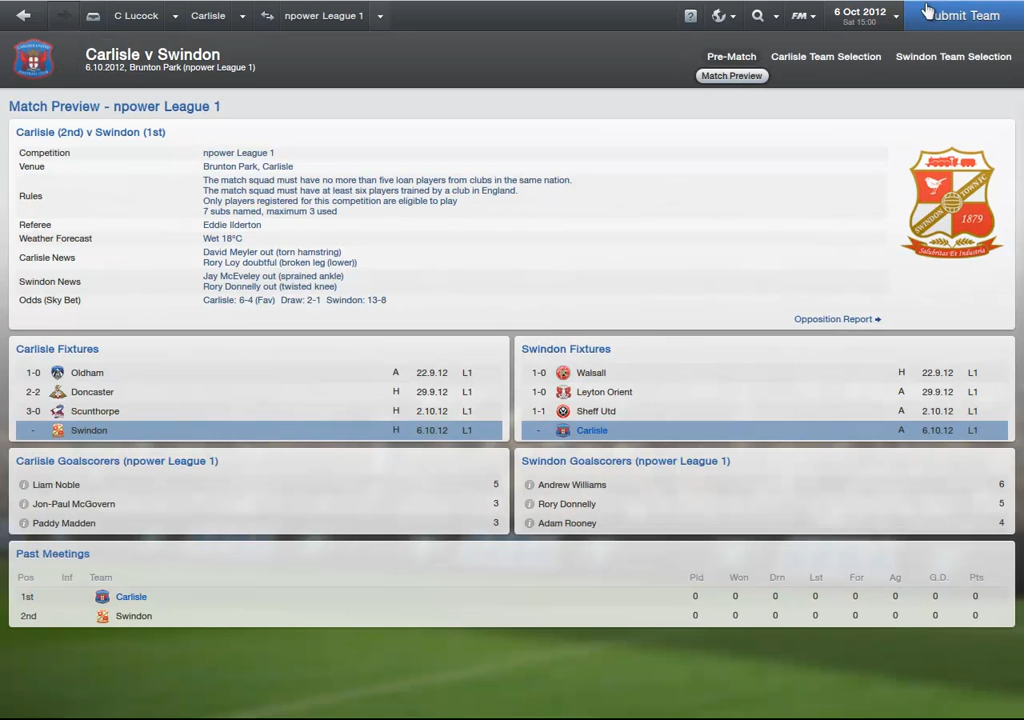 C Lucock Carlisle npower League 1 ? FM 6 Oct 2012 Sat 15:00 ubmit Team
Carlisle v Swindon
6.10.2012, Brunton Park (npower League 1)
Pre-Match Carlisle Team Selection Swindon Team Selection
Match Preview
Match Preview - npower League 1
Carlisle (2nd) v Swindon (1st)
Competition npower League 1
Venue Brunton Park, Carlisle
Rules The match squad must have no more than five loan players from clubs in the same nation.
The match squad must have at least six players trained by a club in England.
Only players registered for this competition are eligible to play
7 subs named, maximum 3 used
Referee Eddie Ilderton
Weather Forecast Wet 18°C
Carlisle News David Meyler out (torn hamstring)
Rory Loy doubtful (broken leg (lower))
Swindon News Jay McEveley out (sprained ankle)
Rory Donnelly out (twisted knee)
Odds (Sky Bet) Carlisle: 6-4 (Fav) Draw: 2-1 Swindon: 13-8
SWINDON TOWN FC
1879
Salubritas Et Industria
Opposition Report
Carlisle Fixtures
1-0 Oldham A 22.9.12 L1
2-2 Doncaster H 29.9.12 L1
3-0 Scunthorpe H 2.10.12 L1
- Swindon H 6.10.12 L1
Swindon Fixtures
1-0 Walsall H 22.9.12 L1
1-0 Leyton Orient A 29.9.12 L1
1-1 Sheff Utd A 2.10.12 L1
- Carlisle A 6.10.12 L1
Carlisle Goalscorers (npower League 1)
Liam Noble 5
Jon-Paul McGovern 3
Paddy Madden 3
Swindon Goalscorers (npower League 1)
Andrew Williams 6
Rory Donnelly 5
Adam Rooney 4
Past Meetings
Pos Inf Team Pld Won Drn Lst For Ag G.D. Pts
1st Carlisle 0 0 0 0 0 0 0 0
2nd Swindon 0 0 0 0 0 0 0 0